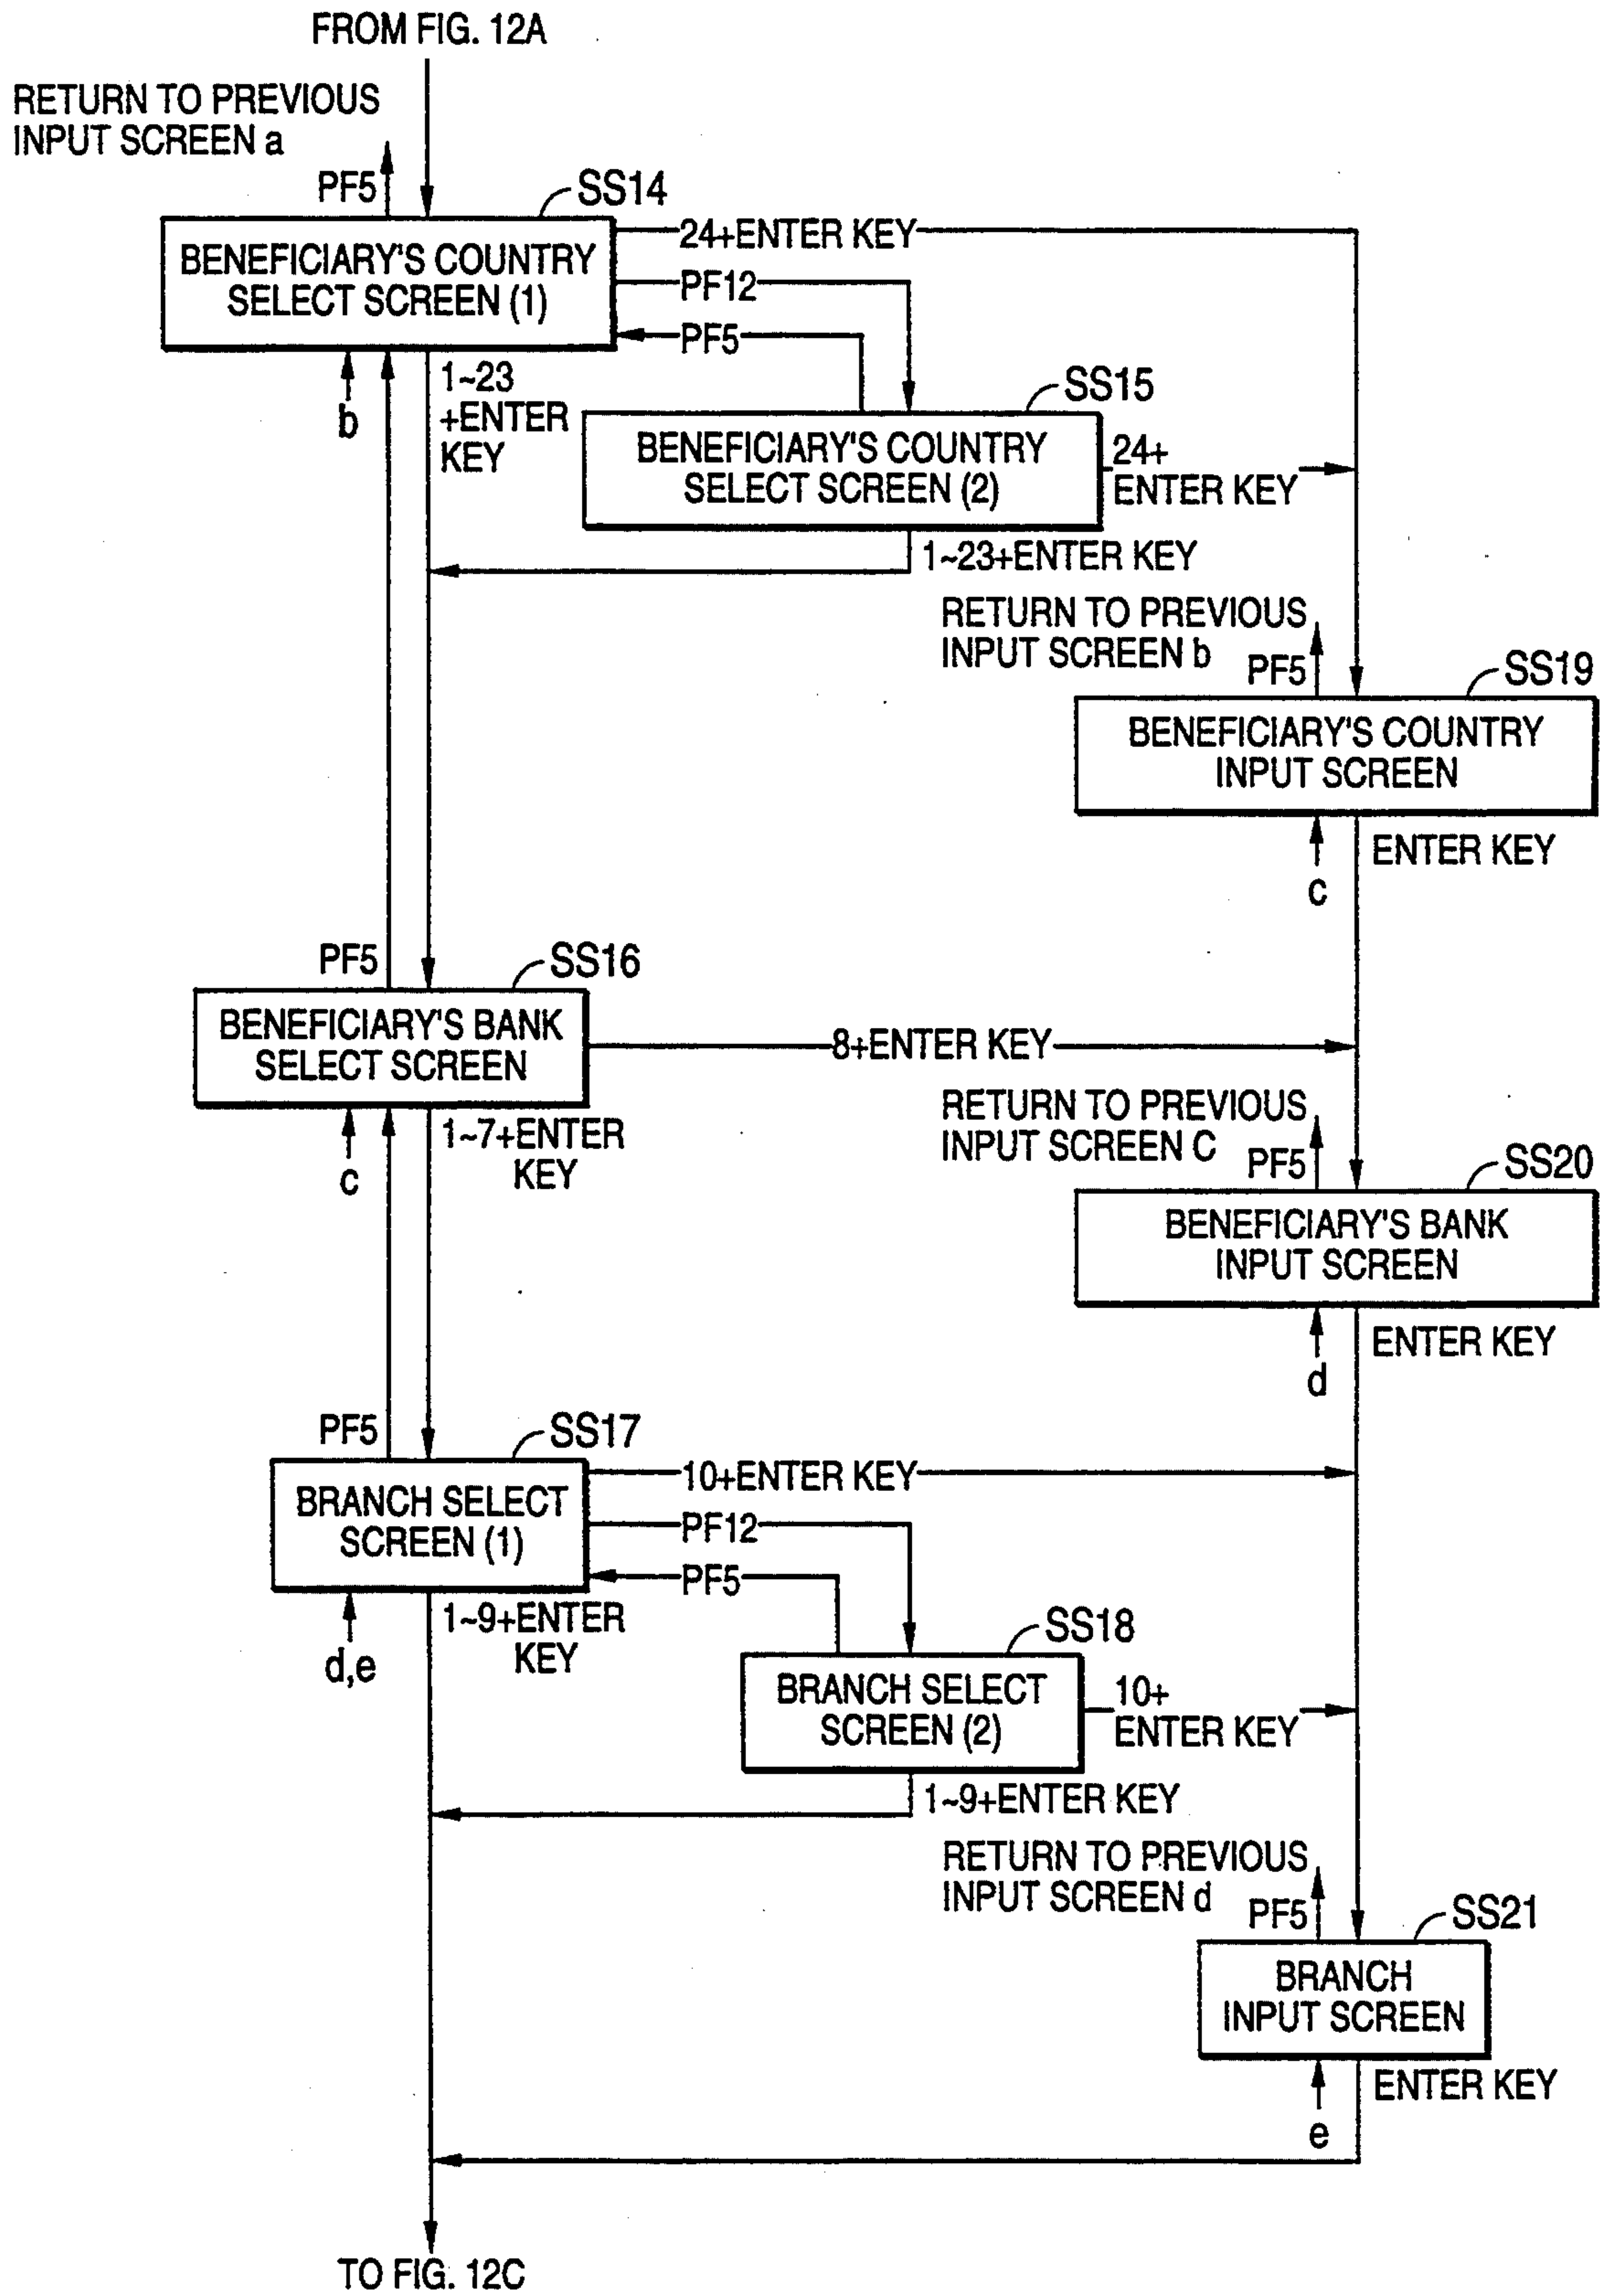 FROM FIG. 12A
RETURN TO PREVIOUS
INPUT SCREEN a
PF5
SS14
BENEFICIARY'S COUNTRY
SELECT SCREEN (1)
24+ENTER KEY
PF12
PF5
b
1~23
+ENTER
KEY
SS15
BENEFICIARY'S COUNTRY
SELECT SCREEN (2)
24+
ENTER KEY
1~23+ENTER KEY
RETURN TO PREVIOUS
INPUT SCREEN b
PF5
SS19
BENEFICIARY'S COUNTRY
INPUT SCREEN
c
ENTER KEY
PF5
SS16
BENEFICIARY'S BANK
SELECT SCREEN
8+ENTER KEY
c
1~7+ENTER
KEY
RETURN TO PREVIOUS
INPUT SCREEN C
PF5
SS20
BENEFICIARY'S BANK
INPUT SCREEN
d
ENTER KEY
PF5
SS17
BRANCH SELECT
SCREEN (1)
10+ENTER KEY
PF12
PF5
d,e
1~9+ENTER
KEY
SS18
BRANCH SELECT
SCREEN (2)
10+
ENTER KEY
1~9+ENTER KEY
RETURN TO PREVIOUS
INPUT SCREEN d
PF5
SS21
BRANCH
INPUT SCREEN
e
ENTER KEY
TO FIG. 12C